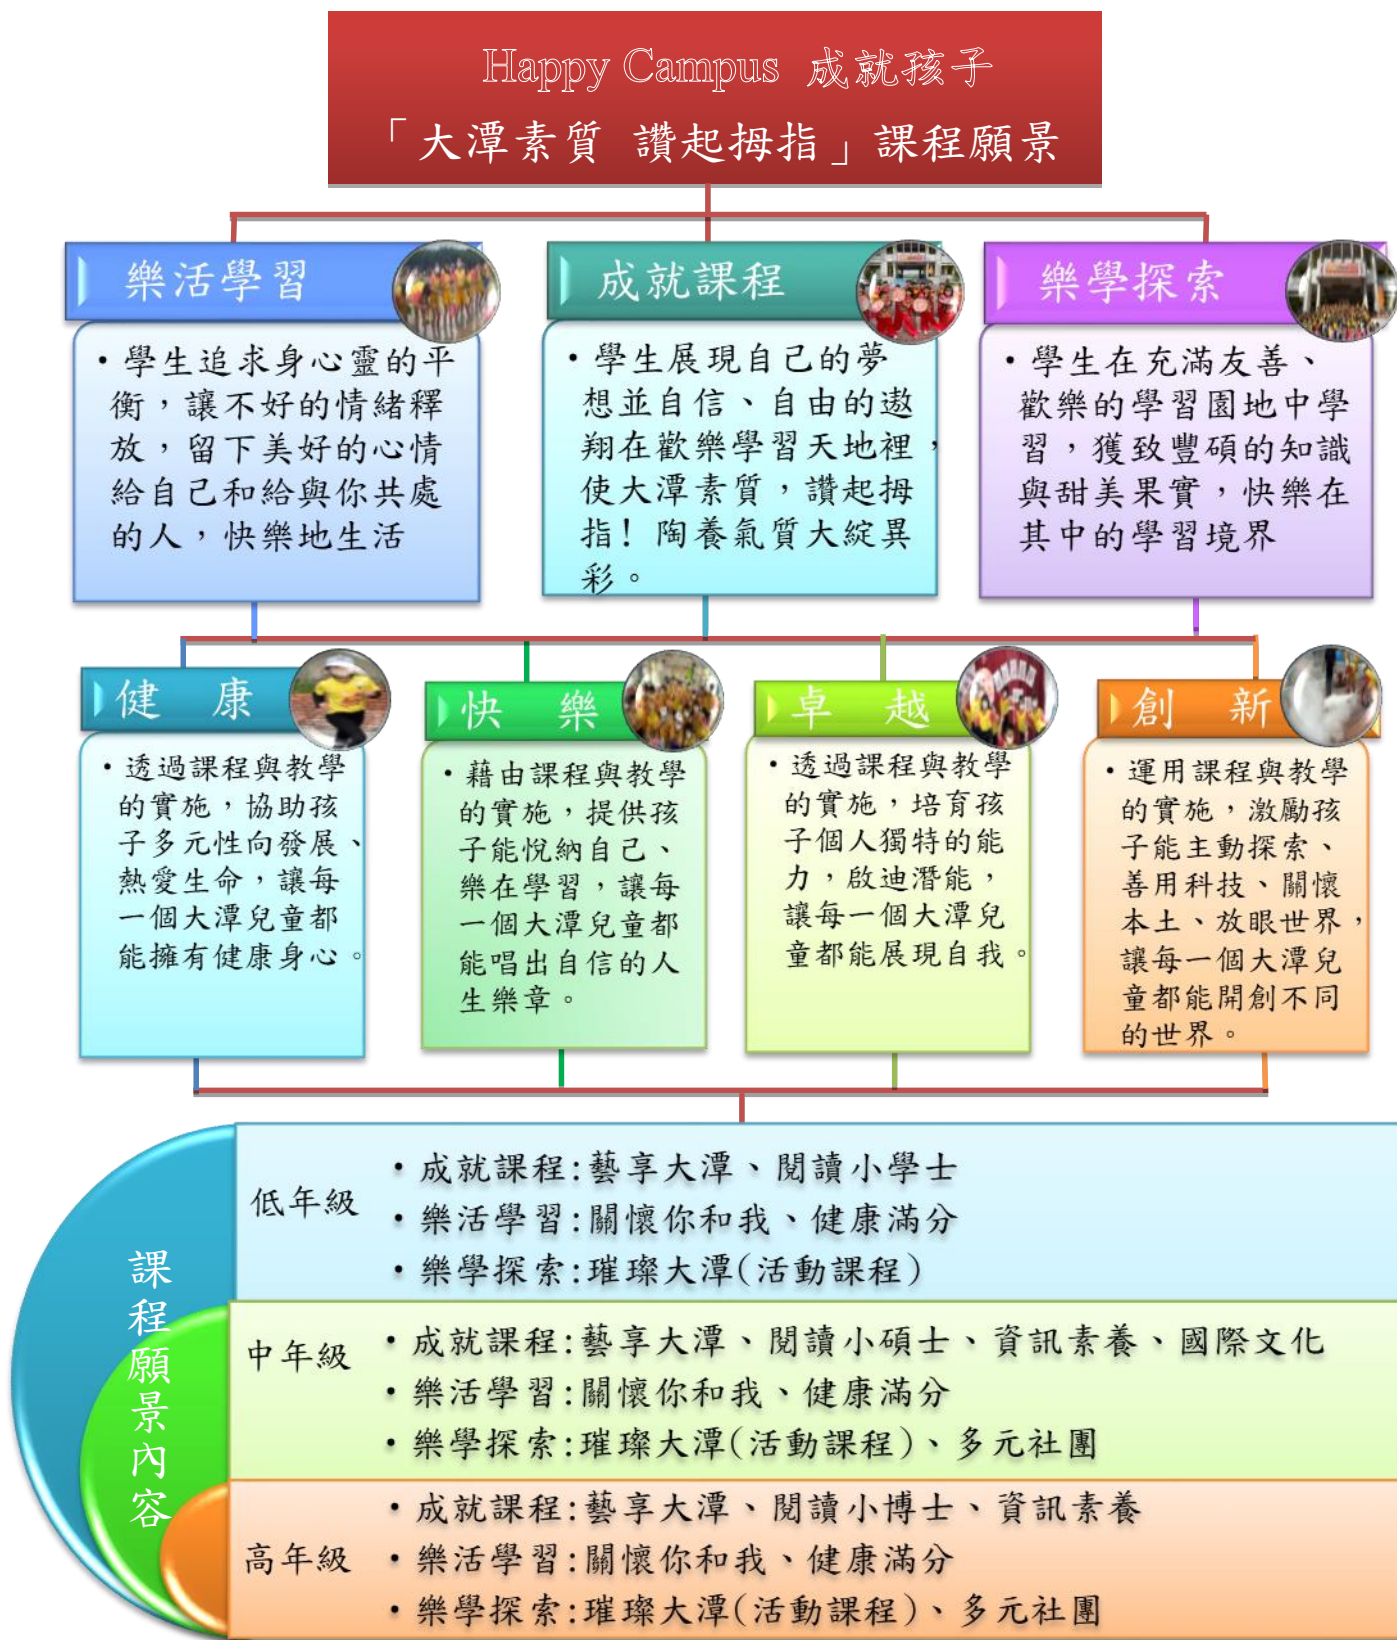 Happy Campus 成就孩子
「大潭素質 讚起拇指」課程願景
樂活學習
・學生追求身心靈的平
衡，讓不好的情緒釋
放，留下美好的心情
給自己和給與你共處
的人，快樂地生活
成就課程
・學生展現自己的夢
想並自信、自由的遨
翔在歡樂學習天地裡，
使大潭素質，讚起拇
指！陶養氣質大綻異
彩。
樂學探索
・學生在充滿友善、
歡樂的學習園地中學
習，獲致豐碩的知識
與甜美果實，快樂在
其中的學習境界
健 康
・透過課程與教學
的實施，協助孩
子多元性向發展、
熱愛生命，讓每
一個大潭兒童都
能擁有健康身心。
快 樂
・藉由課程與教學
的實施，提供孩
子能悅納自己、
樂在學習，讓每
一個大潭兒童都
能唱出自信的人
生樂章。
卓 越
・透過課程與教學
的實施，培育孩
子個人獨特的能
力，啟迪潛能，
讓每一個大潭兒
童都能展現自我。
創 新
・運用課程與教學
的實施，激勵孩
子能主動探索、
善用科技、關懷
本土、放眼世界，
讓每一個大潭兒
童都能開創不同
的世界。
課程願景內容
低年級
・成就課程:藝享大潭、閱讀小學士
・樂活學習:關懷你和我、健康滿分
・樂學探索:璀璨大潭(活動課程)
中年級
・成就課程:藝享大潭、閱讀小碩士、資訊素養、國際文化
・樂活學習:關懷你和我、健康滿分
・樂學探索:璀璨大潭(活動課程)、多元社團
高年級
・成就課程:藝享大潭、閱讀小博士、資訊素養
・樂活學習:關懷你和我、健康滿分
・樂學探索:璀璨大潭(活動課程)、多元社團